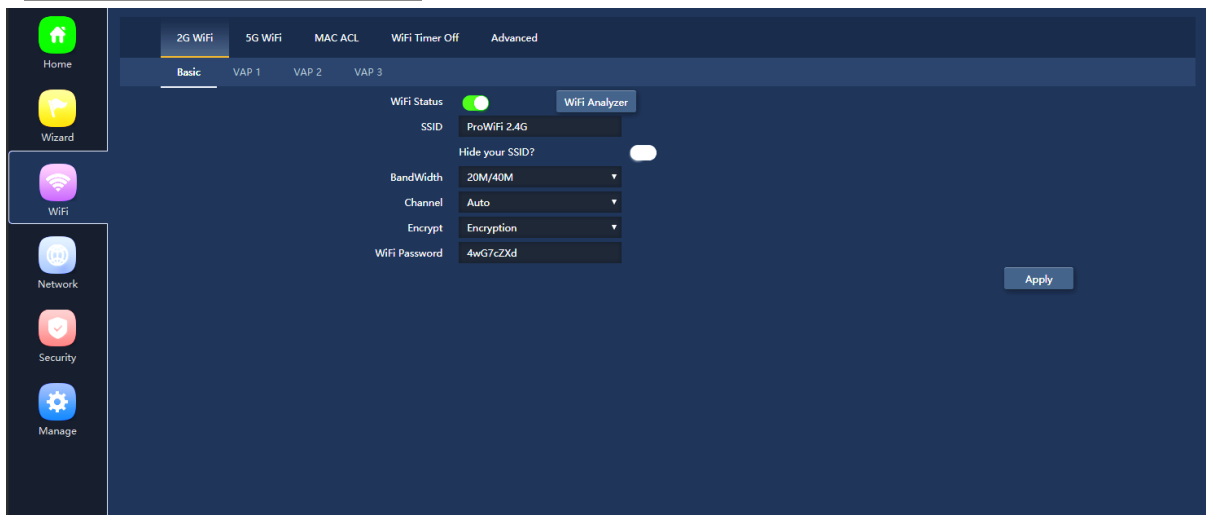 Home
Wizard
WiFi
Network
Security
Manage
2G WiFi 5G WiFi MAC ACL WiFi Timer Off Advanced
Basic VAP 1 VAP 2 VAP 3
WiFi Status WiFi Analyzer
SSID ProWiFi 2.4G
Hide your SSID?
BandWidth 20M/40M
Channel Auto
Encrypt Encryption
WiFi Password 4wG7cZXd
Apply